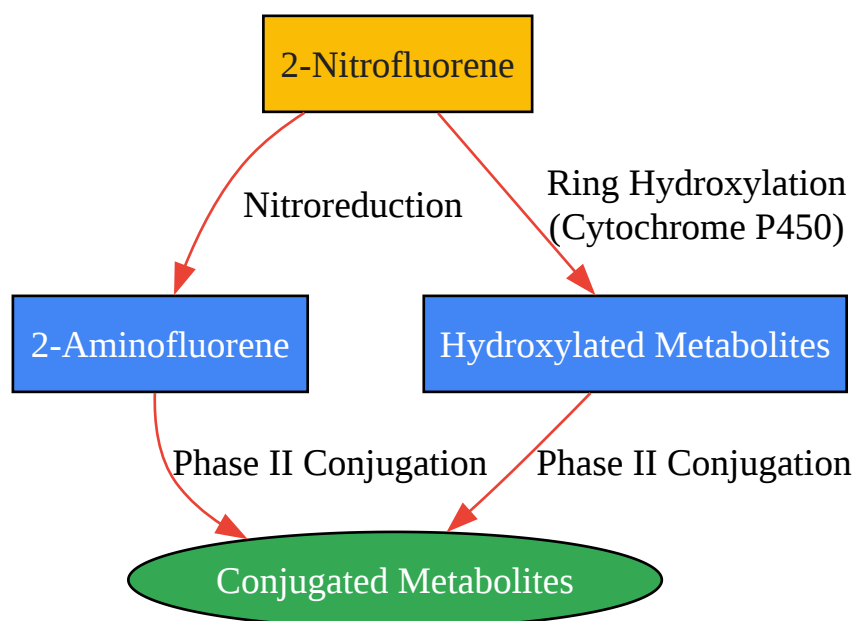 2-Nitrofluorene
Nitroreduction
Ring Hydroxylation
(Cytochrome P450)
2-Aminofluorene
Hydroxylated Metabolites
Phase II Conjugation
Phase II Conjugation
Conjugated Metabolites